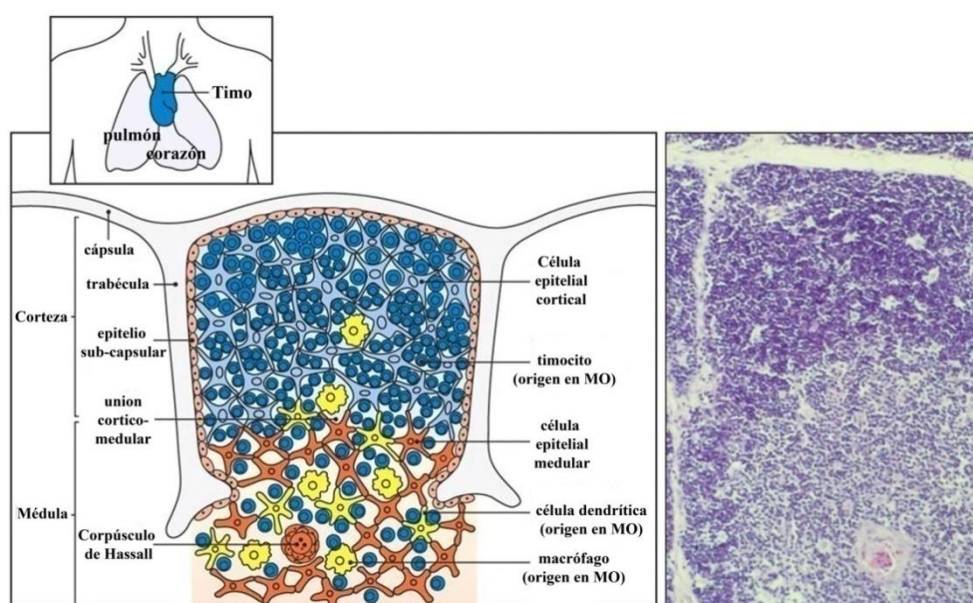 Timo
pulmón
corazón
cápsula
trabécula
Corteza
epitelio
sub-capsular
union
cortico-
medular
Médula
Corpúsculo
de Hassall
Célula
epitelial
cortical
timocito
(origen en MO)
célula
epitelial
medular
célula dendrítica
(origen en MO)
macrófago
(origen en MO)